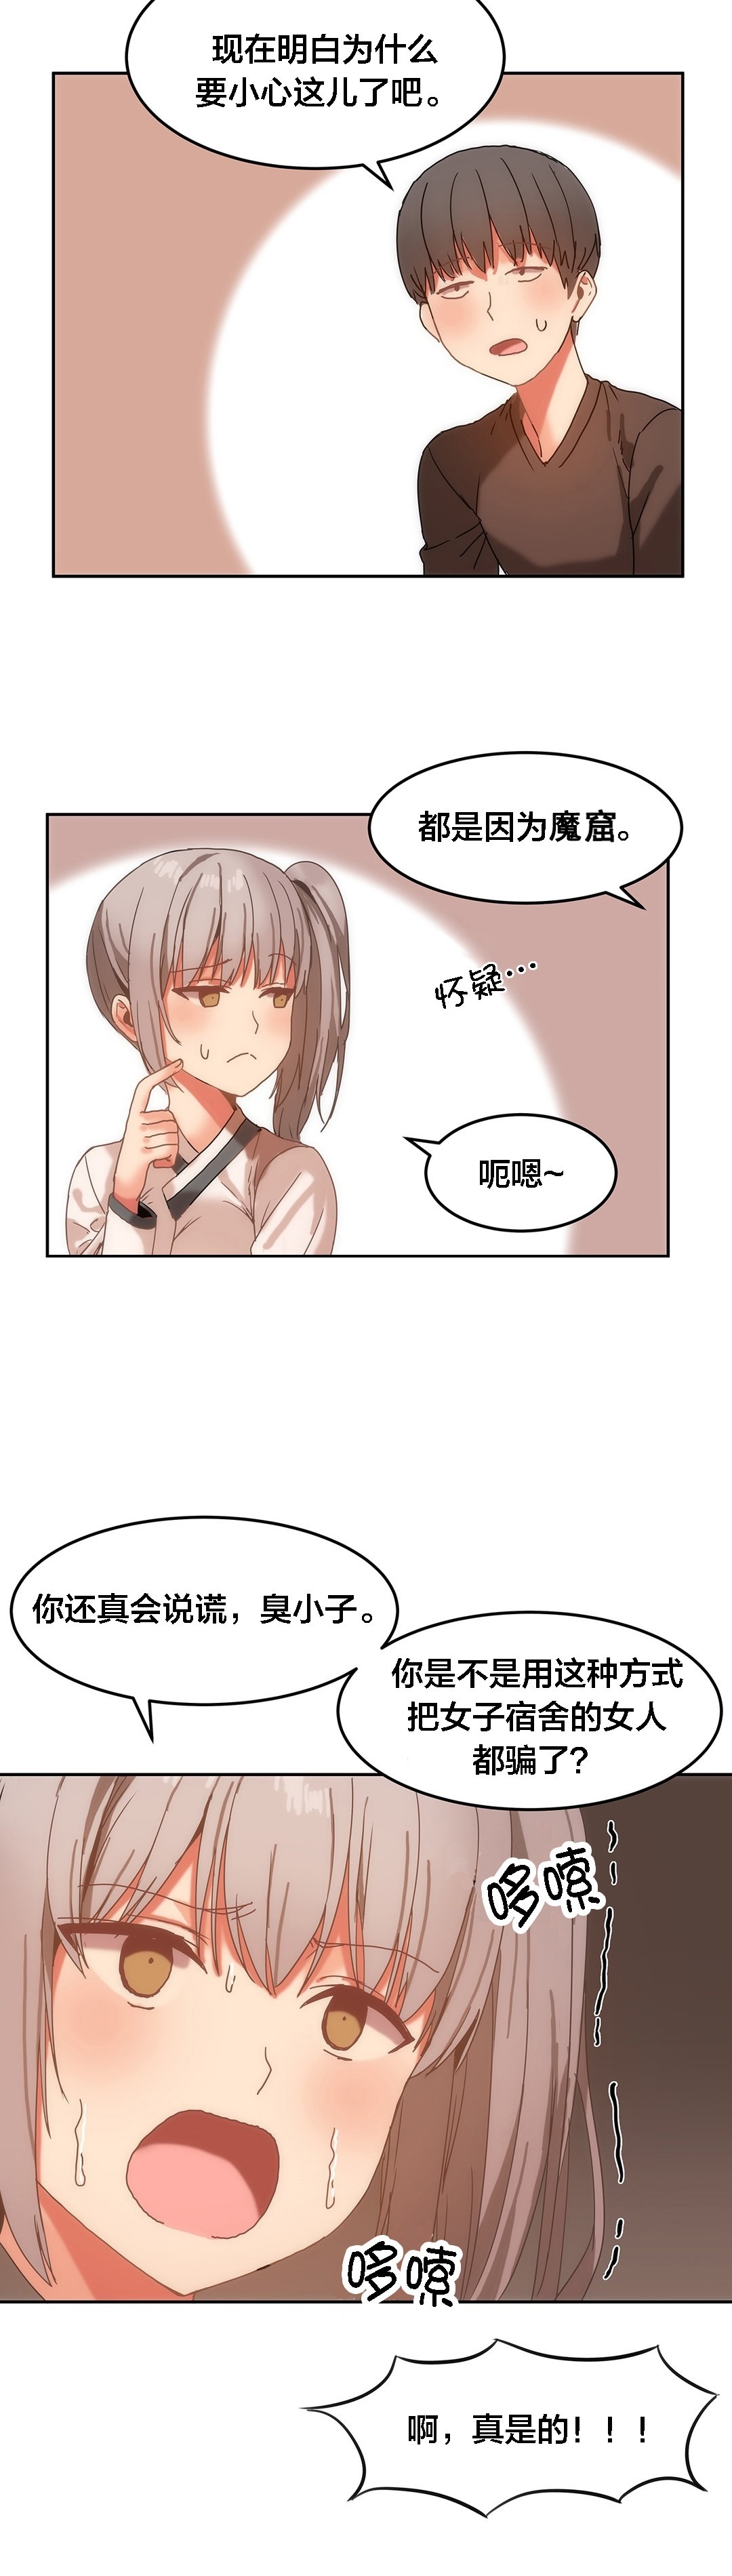 现在明白为什么
要小心这儿了吧。
都是因为魔窟。
怀疑…
呃嗯~
你还真会说谎，臭小子。
你是不是用这种方式
把女子宿舍的女人
都骗了？
哆嗦
哆嗦
啊，真是的！！！